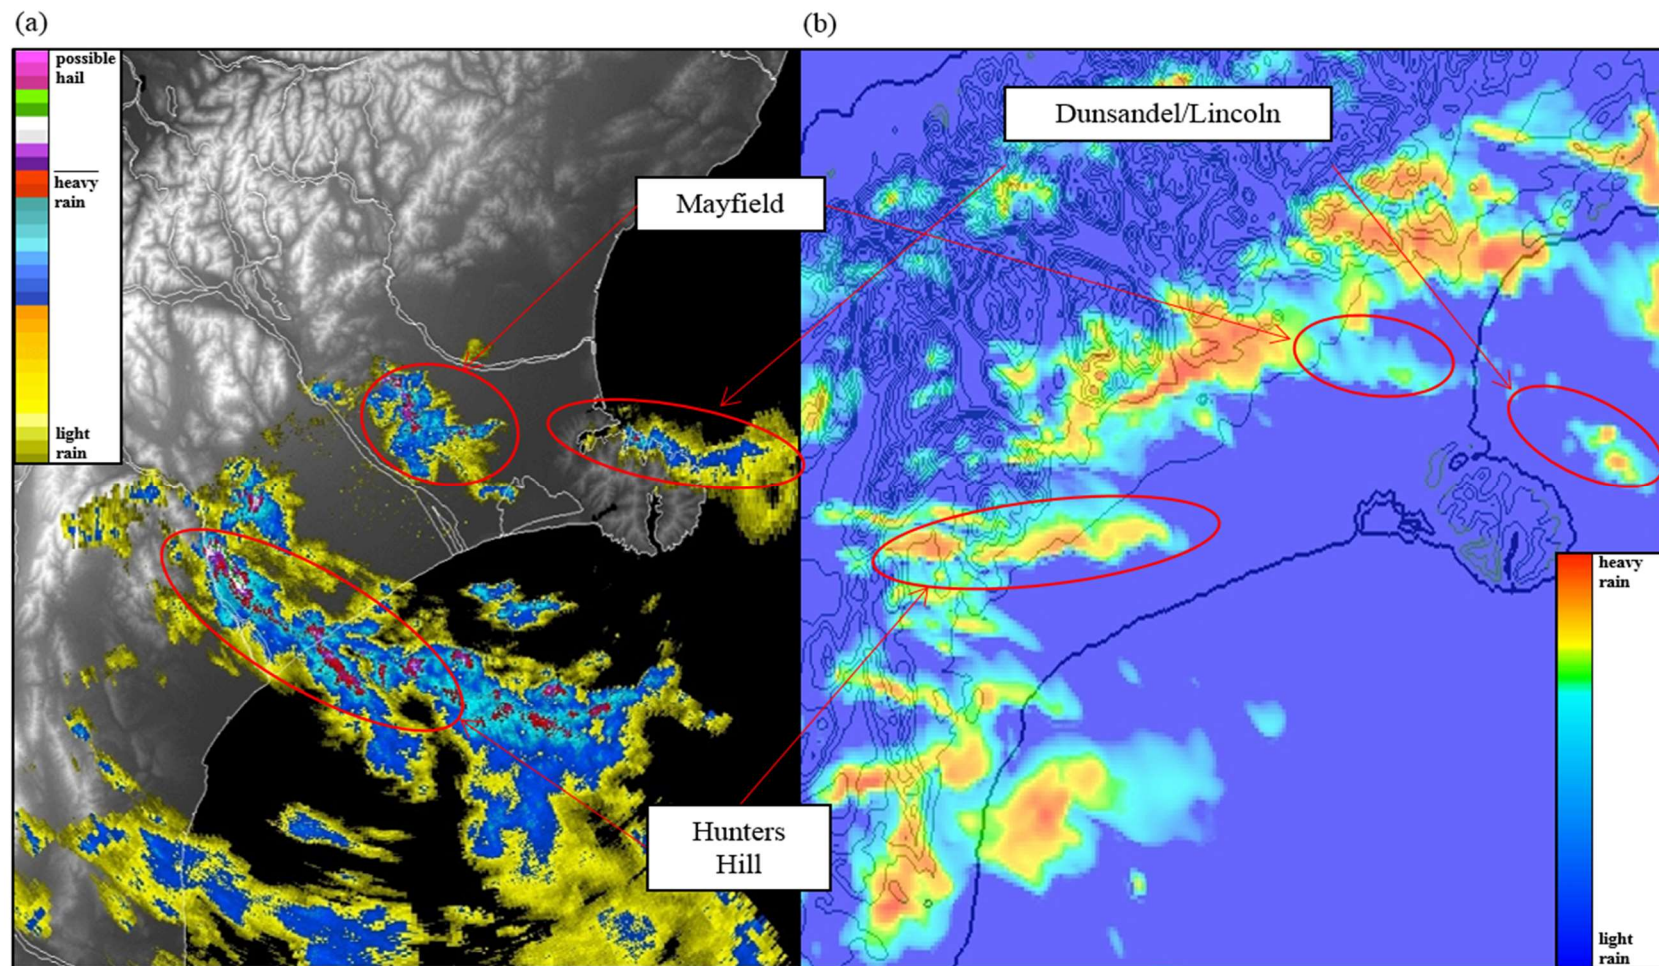 (a)
(b)
possible
hail
heavy
rain
light
rain
Mayfield
Dunsandel/Lincoln
Hunters
Hill
heavy
rain
light
rain